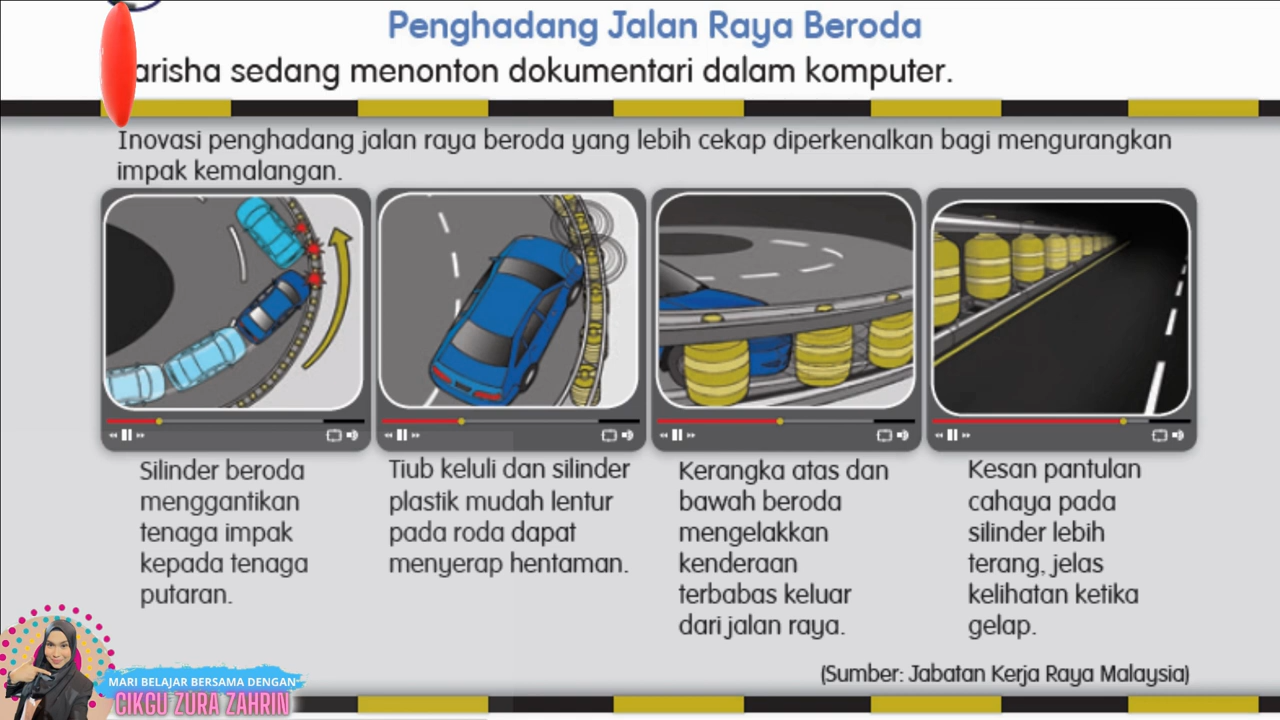 Penghadang Jalan Raya Beroda
arisha sedang menonton dokumentari dalam komputer.
Inovasi penghadang jalan raya beroda yang lebih cekap diperkenalkan bagi mengurangkan
impak kemalangan.
Silinder beroda
menggantikan
tenaga impak
kepada tenaga
putaran.
Tiub keluli dan silinder
plastik mudah lentur
pada roda dapat
menyerap hentaman.
Kerangka atas dan
bawah beroda
mengelakkan
kenderaan
terbabas keluar
dari jalan raya.
Kesan pantulan
cahaya pada
silinder lebih
terang, jelas
kelihatan ketika
gelap.
(Sumber: Jabatan Kerja Raya Malaysia)
MARI BELAJAR BERSAMA DENGAN
CIKGU ZURA ZAHRIN